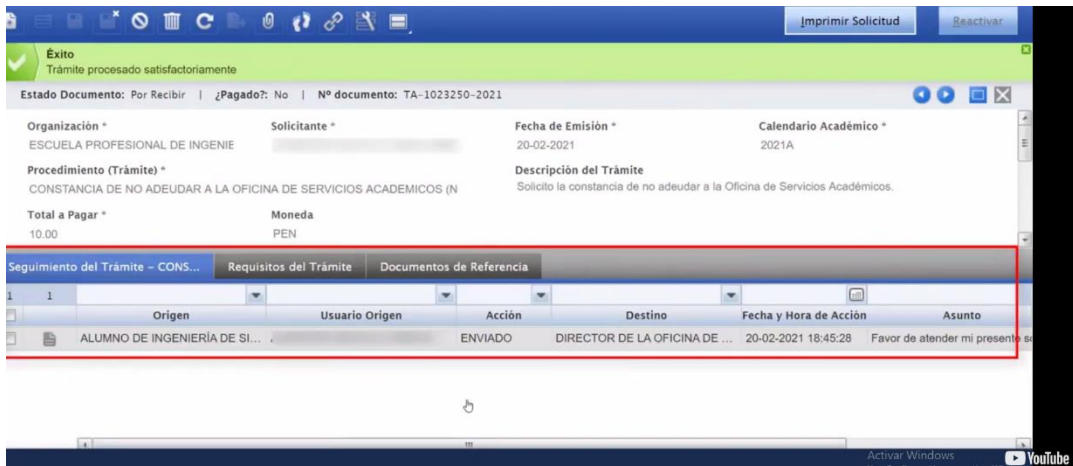 Imprimir Solicitud
Reactivar
Éxito
Trámite procesado satisfactoriamente
Estado Documento: Por Recibir | ¿Pagado?: No | Nº documento: TA-1023250-2021
Organización * Solicitante * Fecha de Emisión * Calendario Académico *
ESCUELA PROFESIONAL DE INGENIE 20-02-2021 2021A
Procedimiento (Trámite) * Descripción del Trámite
CONSTANCIA DE NO ADEUDAR A LA OFICINA DE SERVICIOS ACADEMICOS (N Solicito la constancia de no adeudar a la Oficina de Servicios Académicos.
Total a Pagar * Moneda
10.00 PEN
Seguimiento del Trámite – CONS... Requisitos del Trámite Documentos de Referencia
1 1
Origen Usuario Origen Acción Destino Fecha y Hora de Acción Asunto
ALUMNO DE INGENIERÍA DE SI... ENVIADO DIRECTOR DE LA OFICINA DE ... 20-02-2021 18:45:28 Favor de atender mi presente so
Activar Windows
YouTube